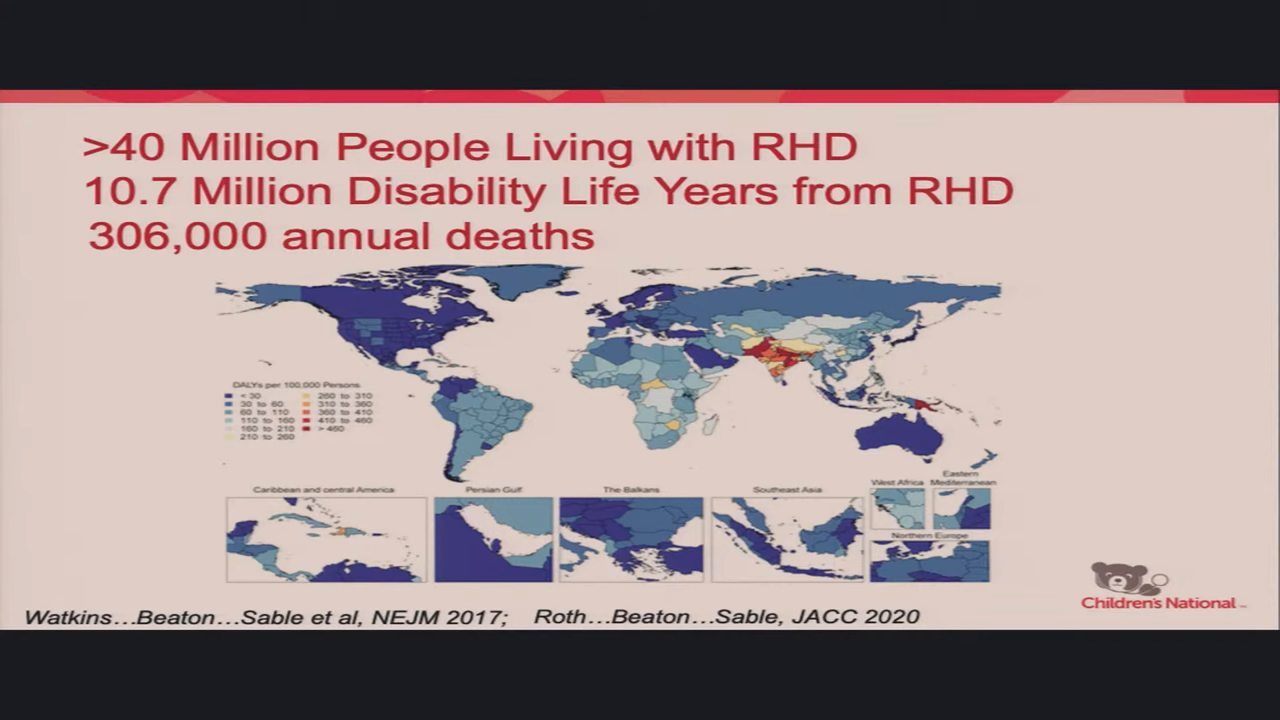 >40 Million People Living with RHD
10.7 Million Disability Life Years from RHD
306,000 annual deaths
DALYs per 100,000 Persons
< 30
30 to 60
60 to 110
110 to 160
160 to 210
210 to 260
260 to 310
310 to 360
360 to 410
410 to 460
> 460
Caribbean and central America
Persian Gulf
The Balkans
Southeast Asia
West Africa
Eastern
Mediterranean
Northern Europe
Children's National
Watkins…Beaton…Sable et al, NEJM 2017; Roth…Beaton…Sable, JACC 2020